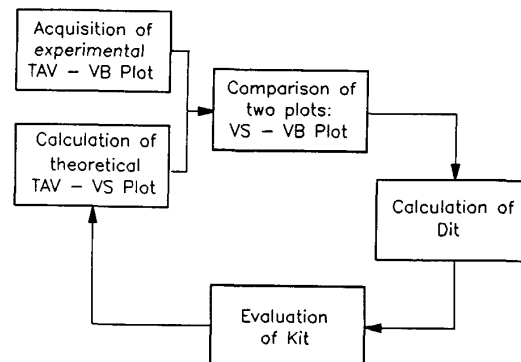 Acquisition of
experimental
TAV – VB Plot
Calculation of
theoretical
TAV – VS Plot
Comparison of
two plots:
VS – VB Plot
Calculation of
Dit
Evaluation
of Kit